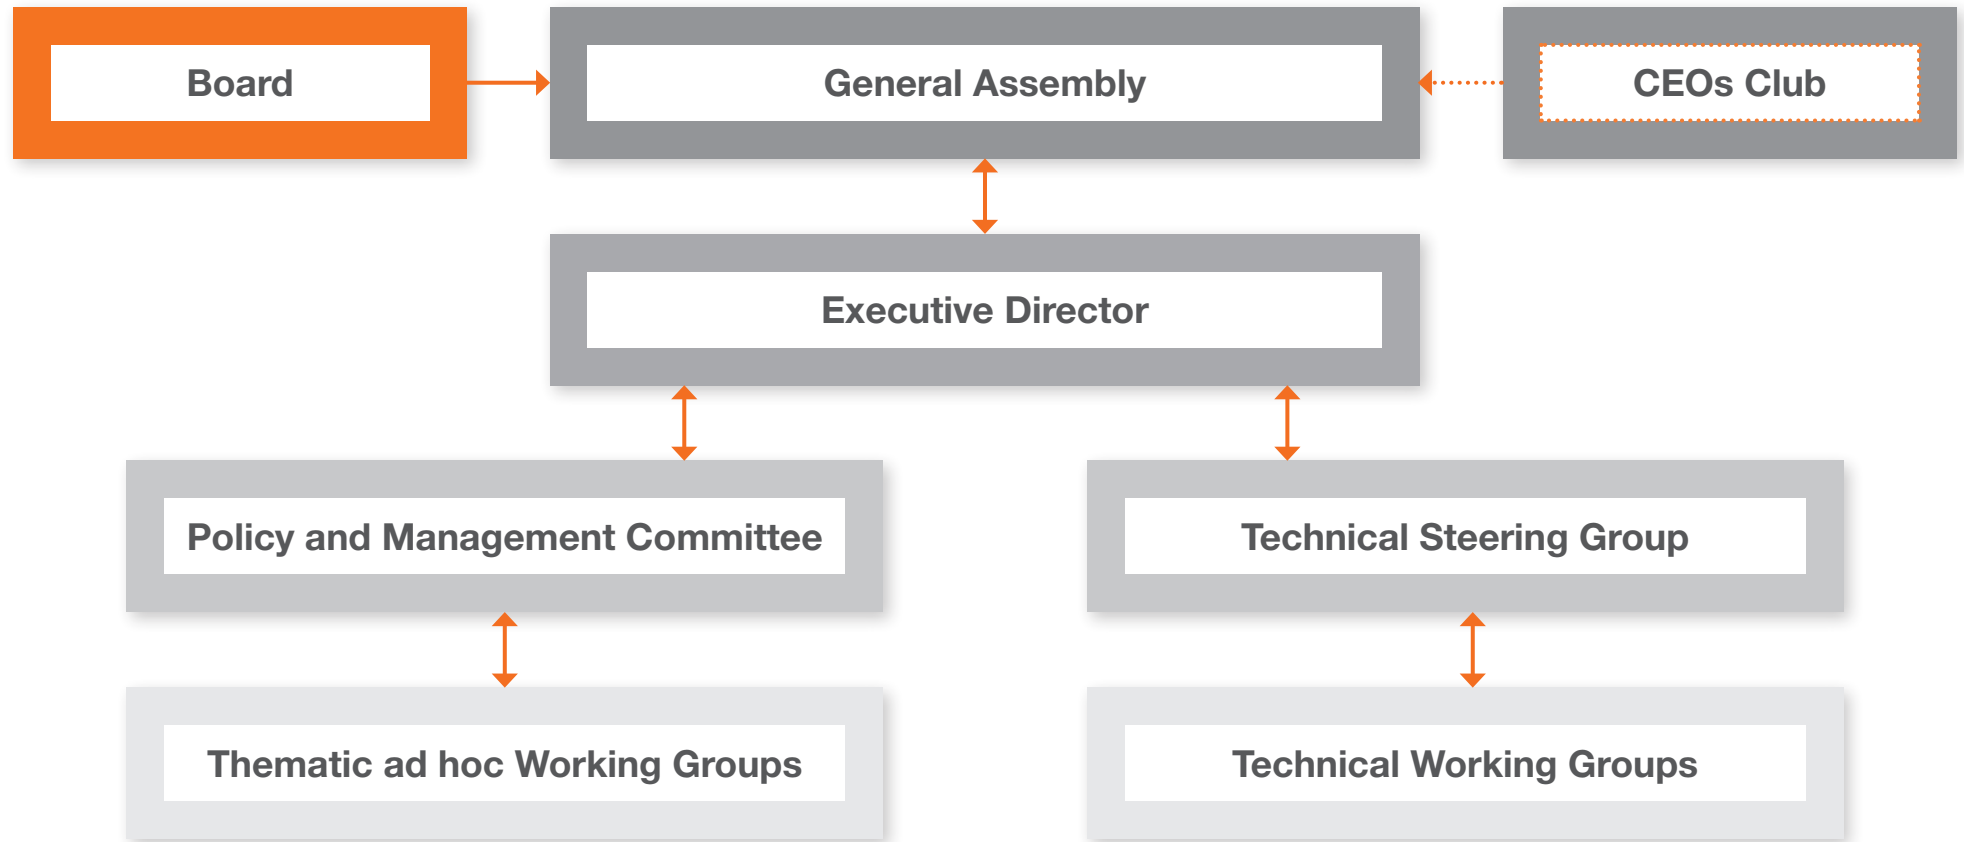 Board
General Assembly
CEOs Club
Executive Director
Policy and Management Committee
Technical Steering Group
Thematic ad hoc Working Groups
Technical Working Groups